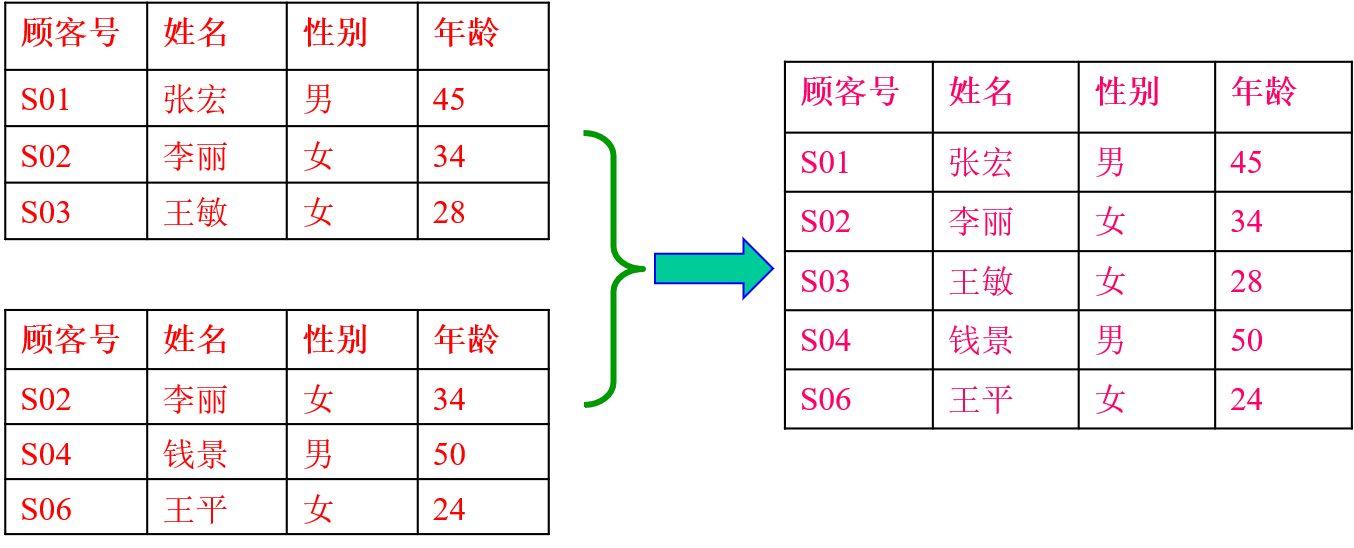 顾客号 姓名 性别 年龄
S01 张宏 男 45
S02 李丽 女 34
S03 王敏 女 28
顾客号 姓名 性别 年龄
S02 李丽 女 34
S04 钱景 男 50
S06 王平 女 24
顾客号 姓名 性别 年龄
S01 张宏 男 45
S02 李丽 女 34
S03 王敏 女 28
S04 钱景 男 50
S06 王平 女 24